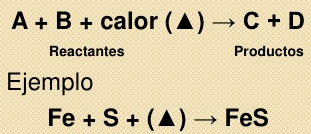 A + B + calor (▲) → C + D
Reactantes Productos
Ejemplo
Fe + S + (▲) → FeS